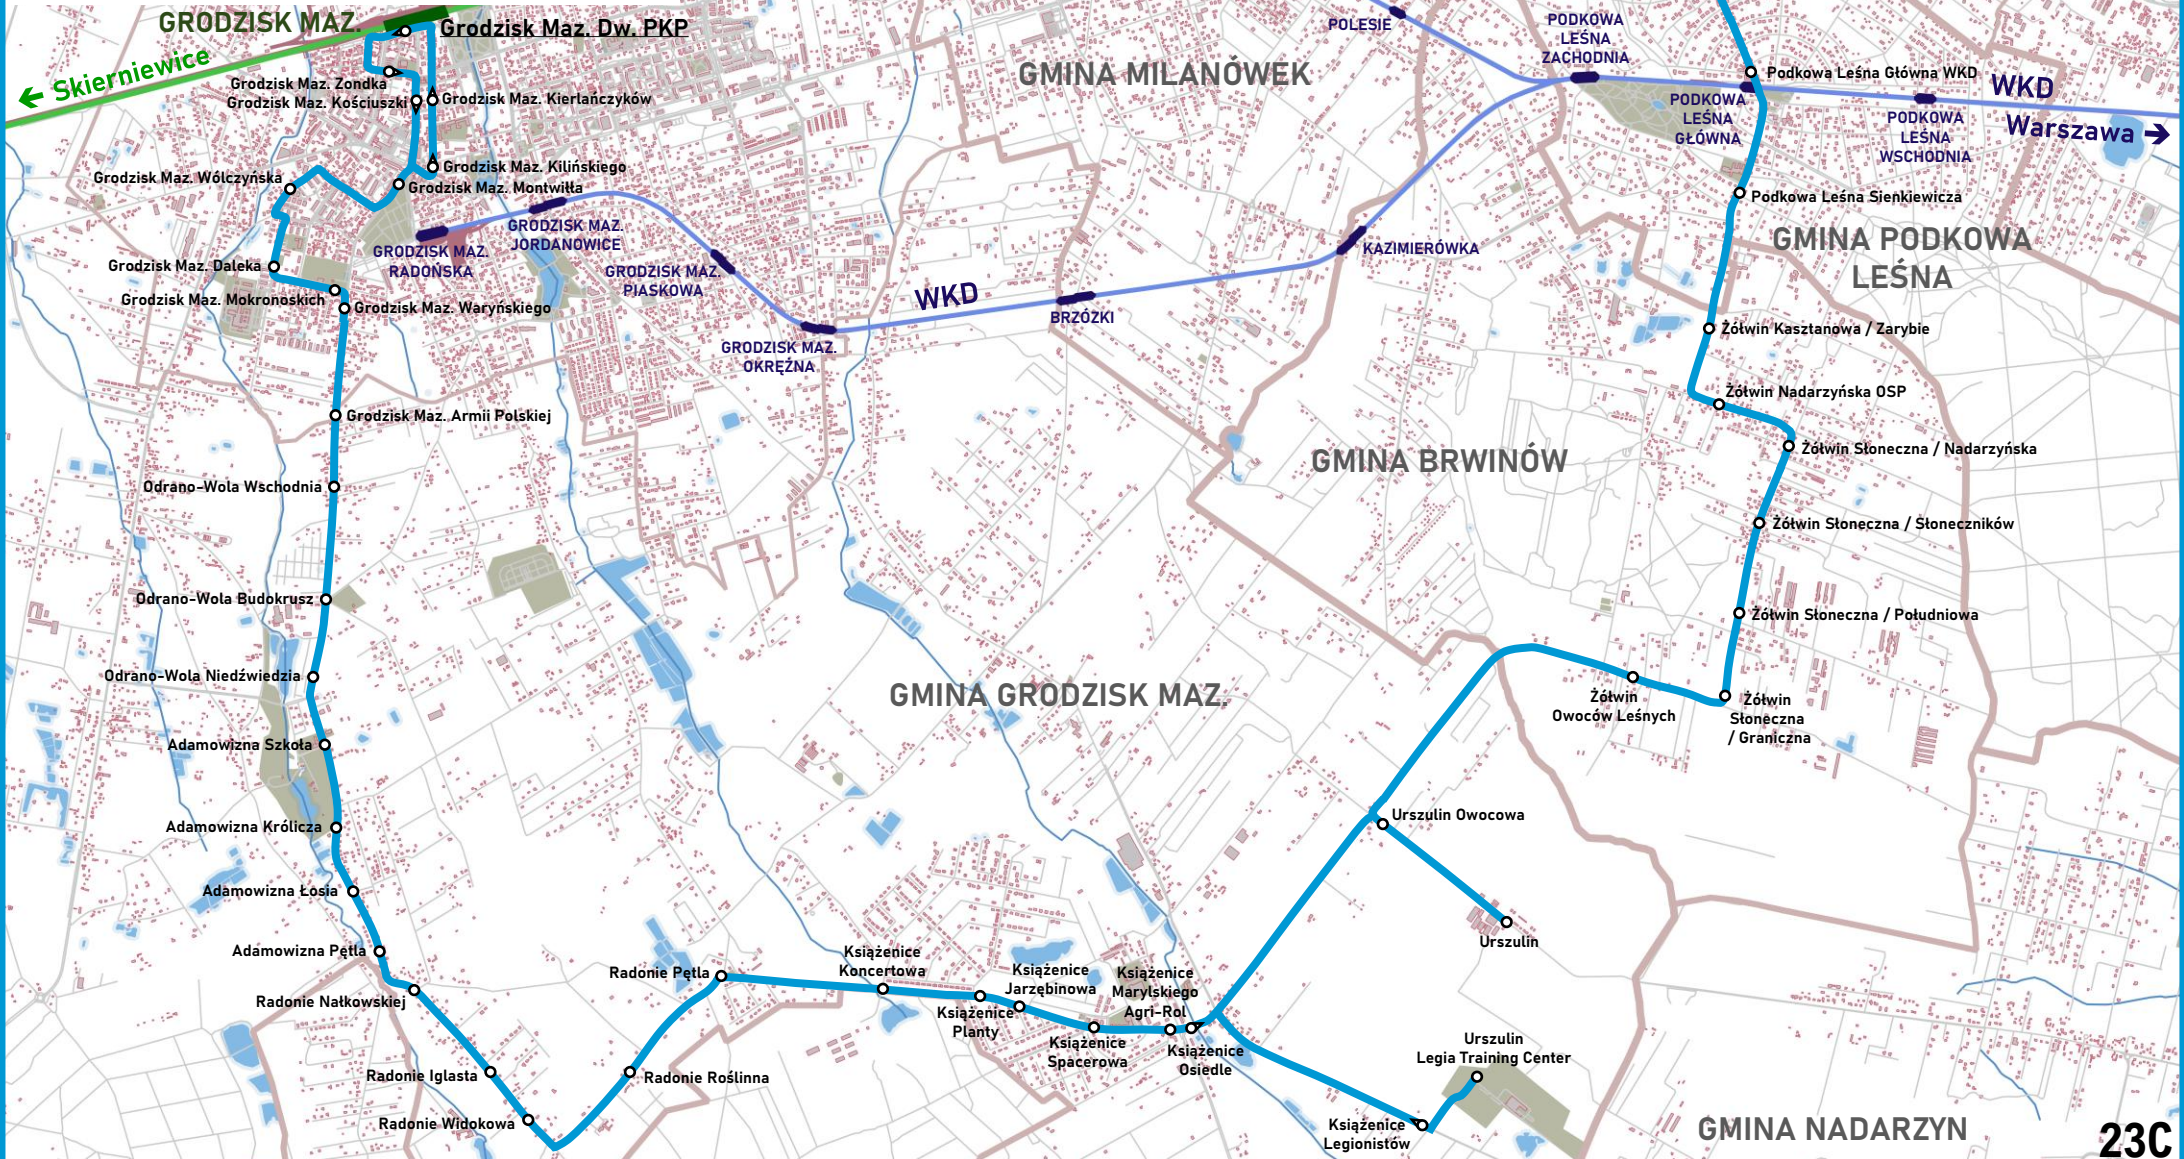 GRODZISK MAZ.
Grodzisk Maz. Dw. PKP
← Skierniewice
Grodzisk Maz. Zondka
Grodzisk Maz. Kościuszki
Grodzisk Maz. Kierlańczyków
Grodzisk Maz. Kilińskiego
Grodzisk Maz. Wólczyńska
Grodzisk Maz. Montwiłła
GRODZISK MAZ.
RADOŃSKA
GRODZISK MAZ.
JORDANOWICE
GRODZISK MAZ.
PIASKOWA
GRODZISK MAZ.
OKRĘŻNA
WKD
BRZÓZKI
KAZIMIERÓWKA
POLESIE
PODKOWA
LEŚNA
ZACHODNIA
PODKOWA
LEŚNA
GŁÓWNA
PODKOWA
LEŚNA
WSCHODNIA
WKD
Warszawa →
GMINA MILANÓWEK
Podkowa Leśna Główna WKD
Podkowa Leśna Sienkiewicza
GMINA PODKOWA
LEŚNA
Grodzisk Maz. Daleka
Grodzisk Maz. Mokronoskich
Grodzisk Maz. Waryńskiego
Grodzisk Maz. Armii Polskiej
Odrano-Wola Wschodnia
Odrano-Wola Budokrusz
Odrano-Wola Niedźwiedzia
Adamowizna Szkoła
Adamowizna Królicza
Adamowizna Łosia
Adamowizna Pętla
Radonie Nałkowskiej
Radonie Iglasta
Radonie Widokowa
Radonie Roślinna
Radonie Pętla
GMINA BRWINÓW
GMINA GRODZISK MAZ.
Żółwin Kasztanowa / Zarybie
Żółwin Nadarzyńska OSP
Żółwin Słoneczna / Nadarzyńska
Żółwin Słoneczna / Słoneczników
Żółwin Słoneczna / Południowa
Żółwin
Słoneczna
/ Graniczna
Żółwin
Owoców Leśnych
Urszulin Owocowa
Urszulin
Książenice
Koncertowa
Książenice
Planty
Książenice
Jarzębinowa
Książenice
Spacerowa
Książenice
Marylskiego
Agri-Rol
Książenice
Osiedle
Urszulin
Legia Training Center
Książenice
Legionistów
GMINA NADARZYN
23C